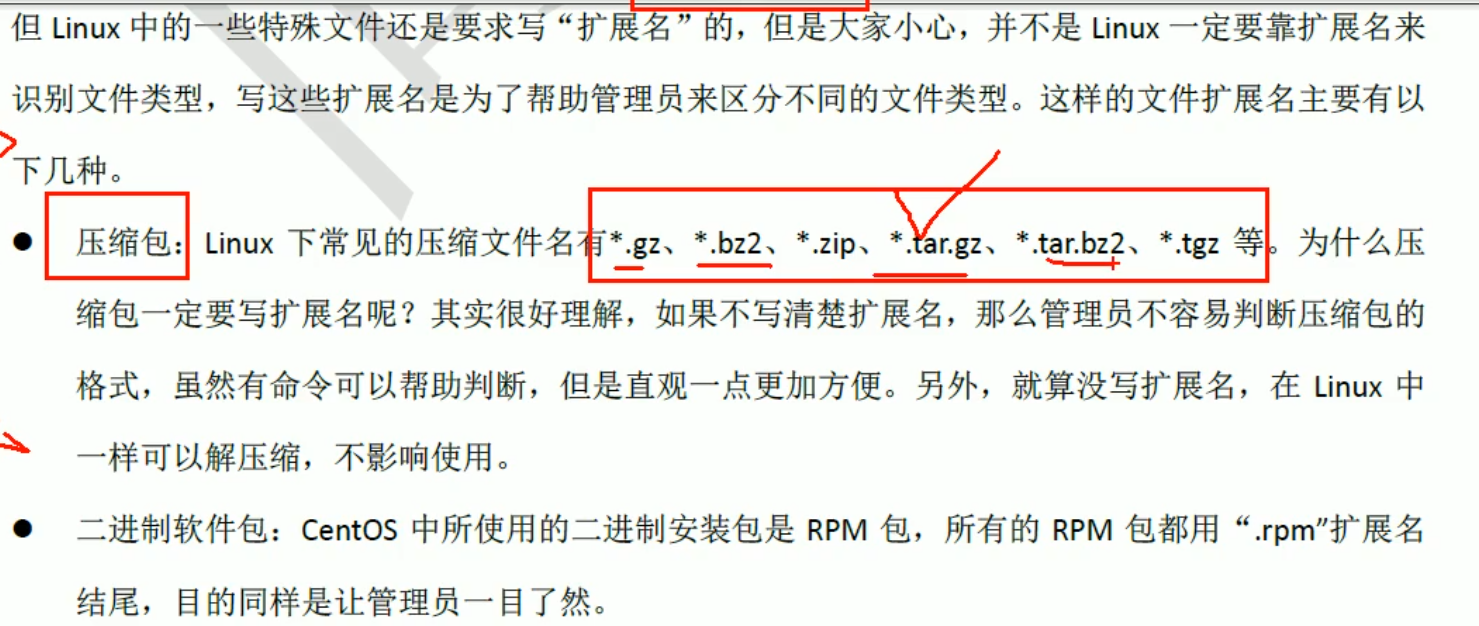 但 Linux 中的一些特殊文件还是要求写“扩展名”的，但是大家小心，并不是 Linux 一定要靠扩展名来
识别文件类型，写这些扩展名是为了帮助管理员来区分不同的文件类型。这样的文件扩展名主要有以
下几种。
● 压缩包：Linux 下常见的压缩文件名有*.gz、*.bz2、*.zip、*.tar.gz、*.tar.bz2、*.tgz 等。为什么压
缩包一定要写扩展名呢？其实很好理解，如果不写清楚扩展名，那么管理员不容易判断压缩包的
格式，虽然有命令可以帮助判断，但是直观一点更加方便。另外，就算没写扩展名，在 Linux 中
一样可以解压缩，不影响使用。
● 二进制软件包：CentOS 中所使用的二进制安装包是 RPM 包，所有的 RPM 包都用“.rpm”扩展名
结尾，目的同样是让管理员一目了然。